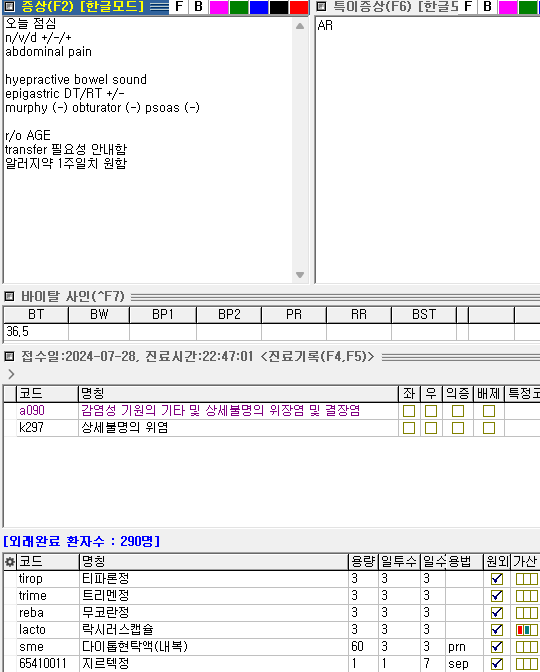 증상(F2) [한글모드] F B
오늘 점심
n/v/d +/-/+
abdominal pain
hyepractive bowel sound
epigastric DT/RT +/-
murphy (-) obturator (-) psoas (-)
r/o AGE
transfer 필요성 안내함
알러지약 1주일치 원함
특이증상(F6) [한글 F B
AR
바이탈 사인(^F7)
BT BW BP1 BP2 PR RR BST
36,5
접수일:2024-07-28, 진료시간:22:47:01 <진료기록(F4,F5)>
코드 명칭 좌 우 의증 배제 특정코
a090 감염성 기원의 기타 및 상세불명의 위장염 및 결장염
k297 상세불명의 위염
[외래완료 환자수 : 290명]
코드 명칭 용량 일투수 일수 용법 원외 가산
tirop 티파론정 3 3 3
trime 트리멘정 3 3 3
reba 무코란정 3 3 3
lacto 락시러스캡슐 3 3 3
sme 다이톱현탁액(내복) 60 3 3 prn
65410011 지르텍정 1 1 7 sep